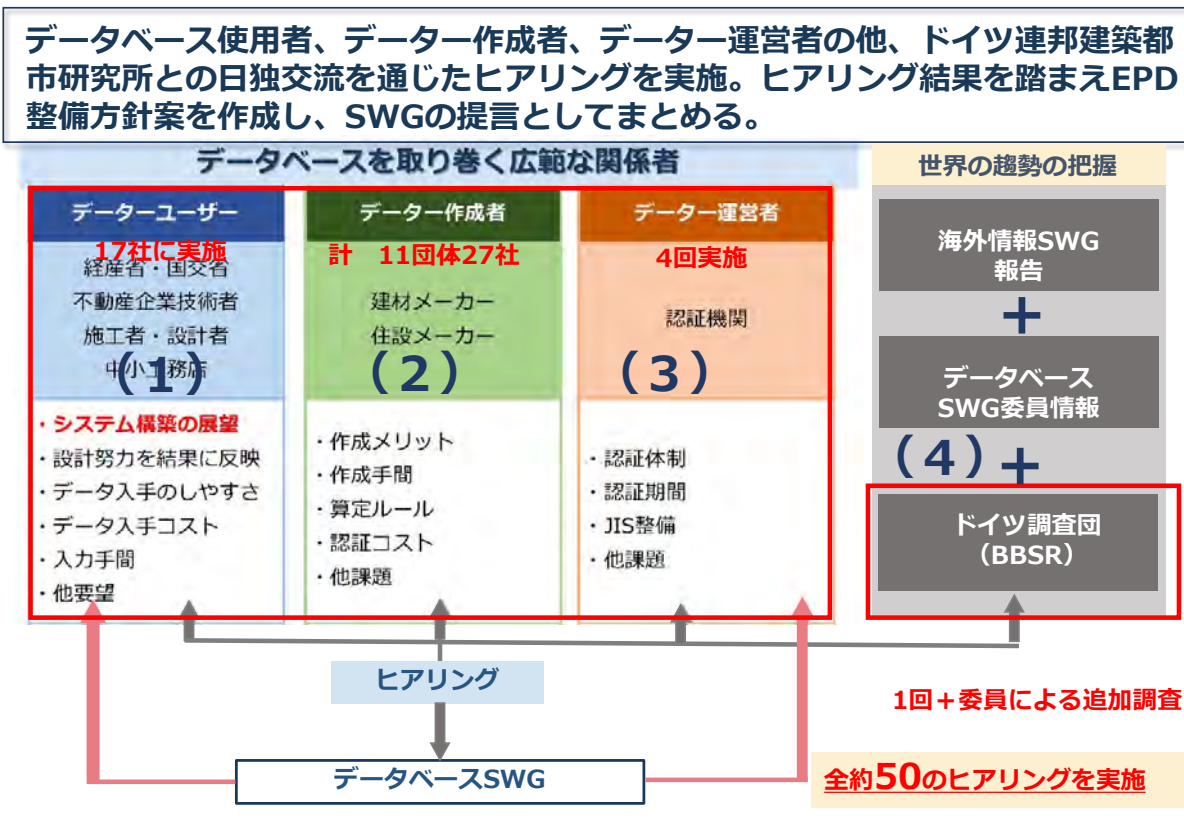 データベース使用者、データー作成者、データー運営者の他、ドイツ連邦建築都
市研究所との日独交流を通じたヒアリングを実施。ヒアリング結果を踏まえEPD
整備方針案を作成し、SWGの提言としてまとめる。
データベースを取り巻く広範な関係者
データーユーザー
17社に実施
経産省・国交省
不動産企業技術者
施工者・設計者
中小工務店
（1）
・システム構築の展望
・設計努力を結果に反映
・データ入手のしやすさ
・データ入手コスト
・入力手間
・他要望
データー作成者
計　11団体27社
建材メーカー
住設メーカー
（2）
・作成メリット
・作成手間
・算定ルール
・認証コスト
・他課題
データー運営者
4回実施
認証機関
（3）
・認証体制
・認証期間
・JIS整備
・他課題
世界の趨勢の把握
海外情報SWG
報告
＋
データベース
SWG委員情報
（4）＋
ドイツ調査団
（BBSR）
ヒアリング
データベースSWG
1回＋委員による追加調査
全約50のヒアリングを実施